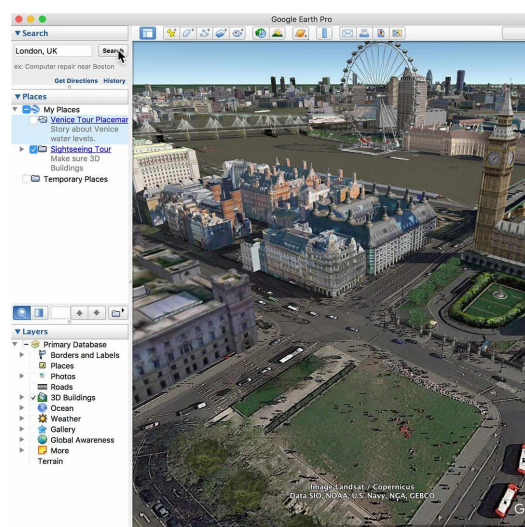 Google Earth Pro
▼ Search
London, UK
Search
ex: Computer repair near Boston
Get Directions History
▼ Places
My Places
Venice Tour Placemar
Story about Venice
water levels.
Sightseeing Tour
Make sure 3D
Buildings
Temporary Places
▼ Layers
Primary Database
Borders and Labels
Places
Photos
Roads
3D Buildings
Ocean
Weather
Gallery
Global Awareness
More
Terrain
Image Landsat / Copernicus
Data SIO, NOAA, U.S. Navy, NGA, GEBCO
G